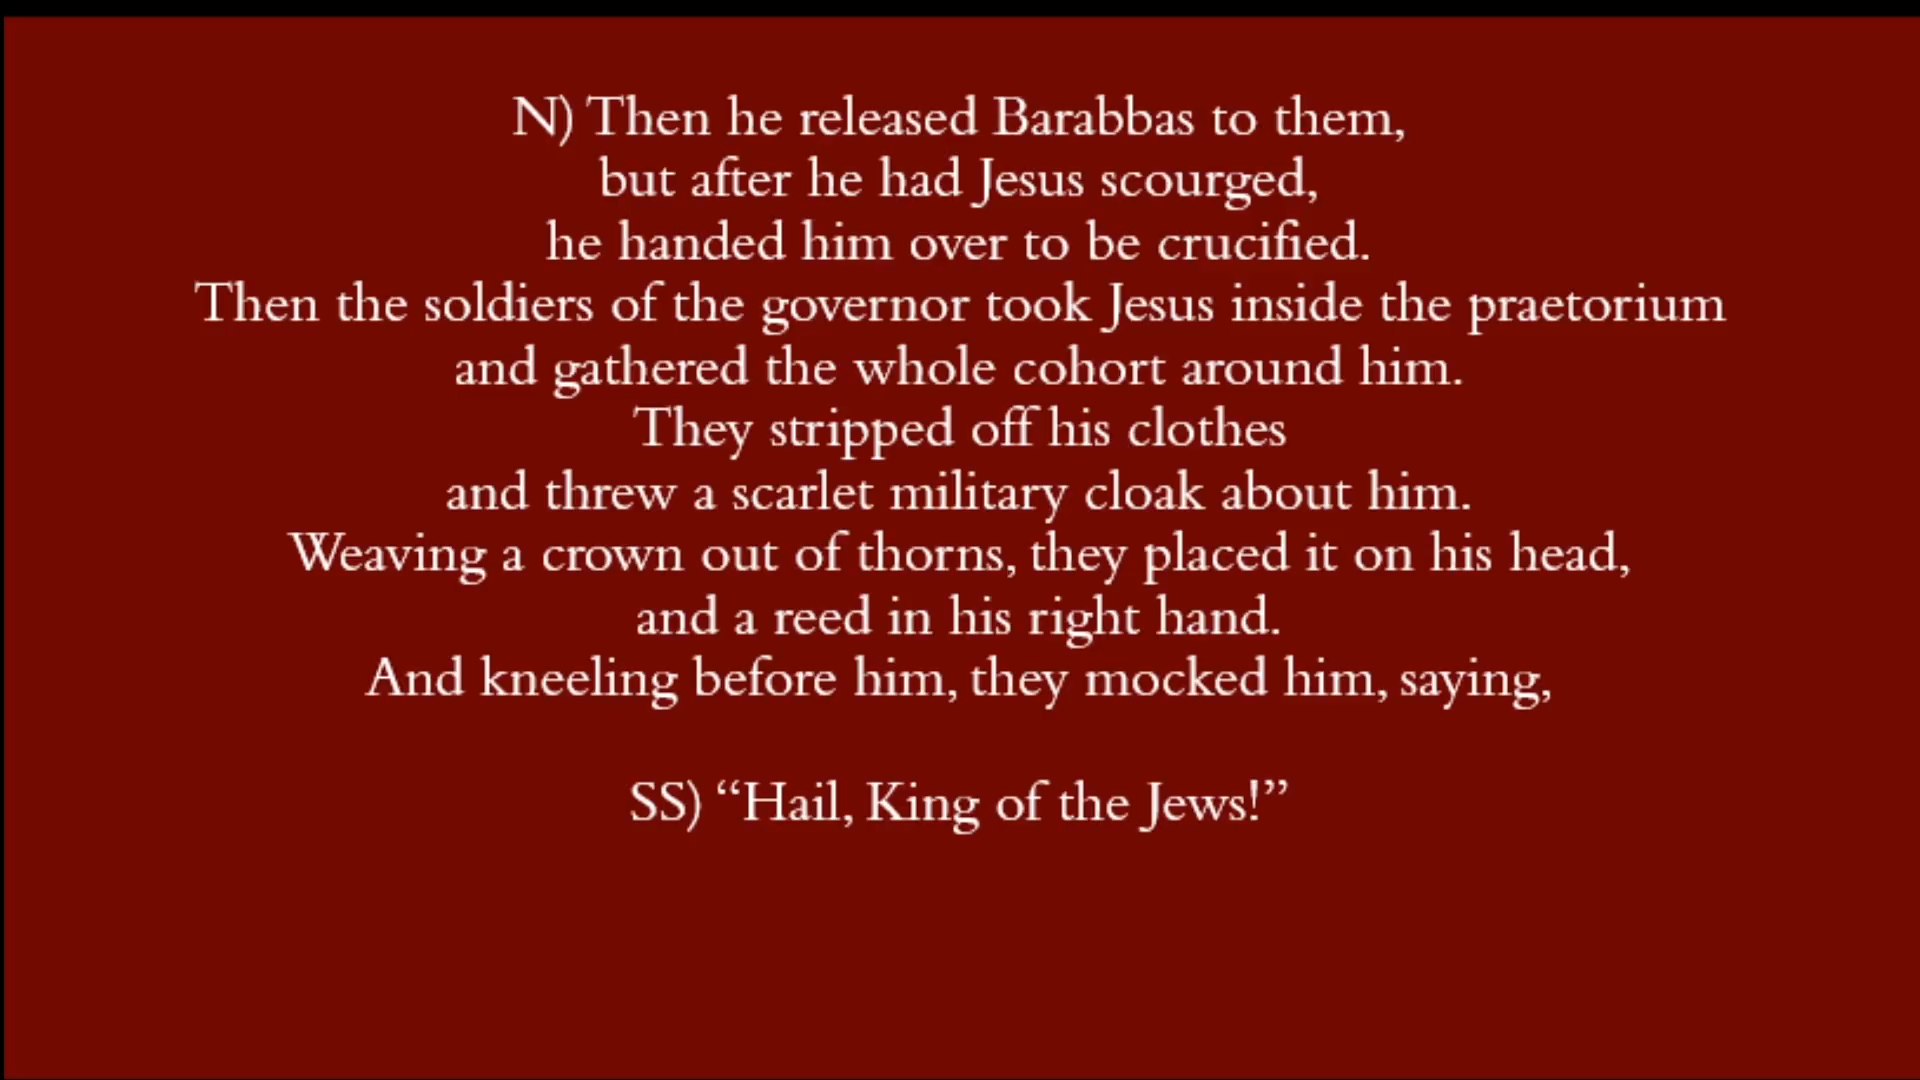 N) Then he released Barabbas to them,
but after he had Jesus scourged,
he handed him over to be crucified.
Then the soldiers of the governor took Jesus inside the praetorium
and gathered the whole cohort around him.
They stripped off his clothes
and threw a scarlet military cloak about him.
Weaving a crown out of thorns, they placed it on his head,
and a reed in his right hand.
And kneeling before him, they mocked him, saying,
SS) “Hail, King of the Jews!”